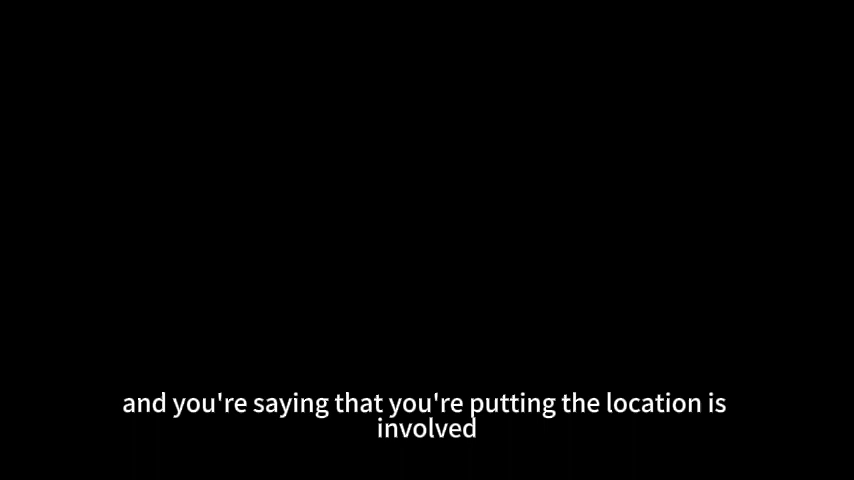 and you're saying that you're putting the location is
involved